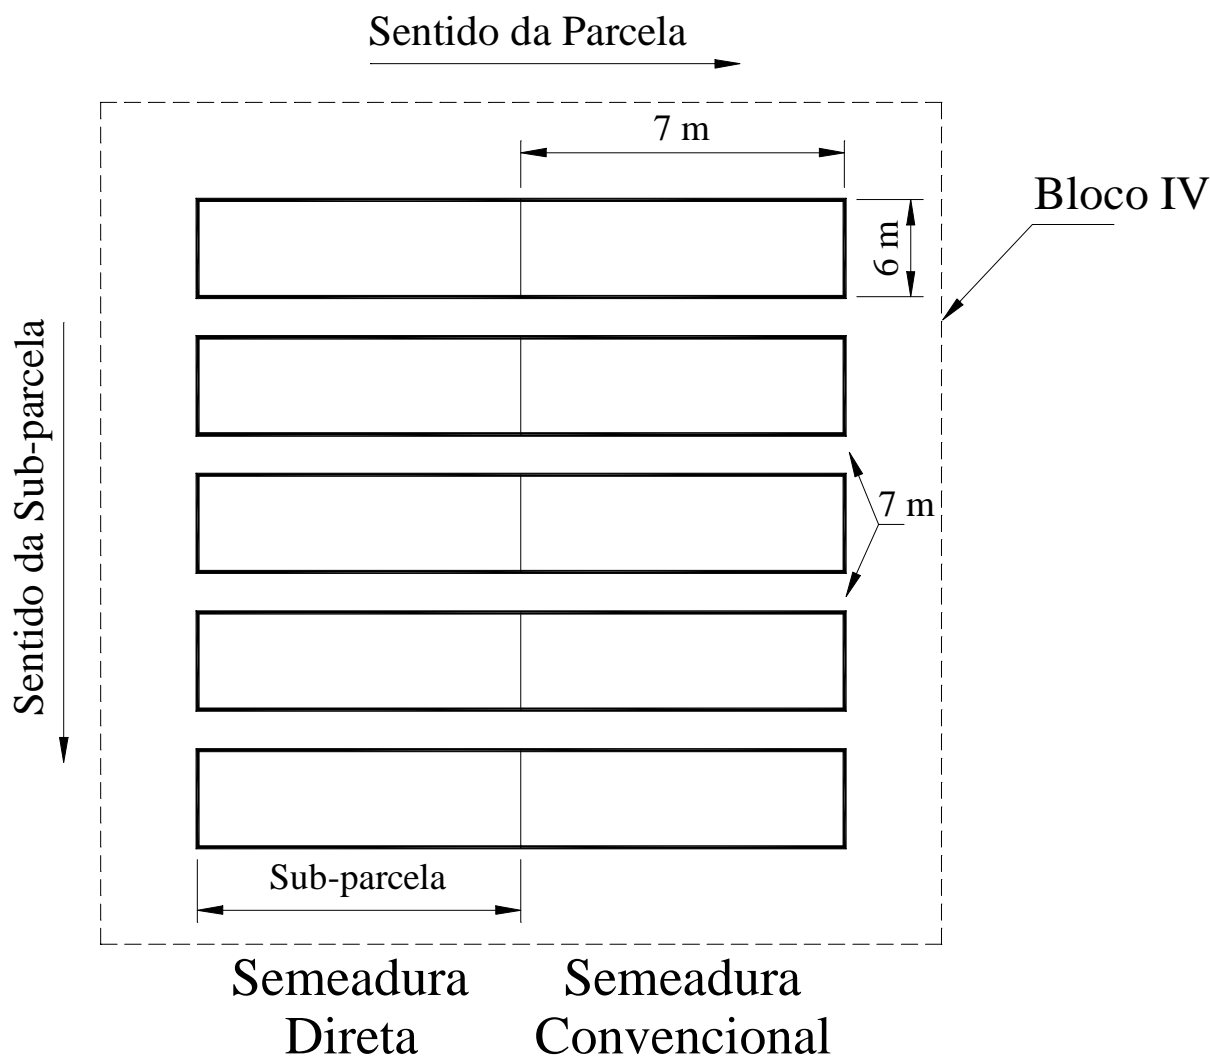 Sentido da Parcela
7 m
Bloco IV
6 m
Sentido da Sub-parcela
7 m
Sub-parcela
Semeadura
Direta
Semeadura
Convencional